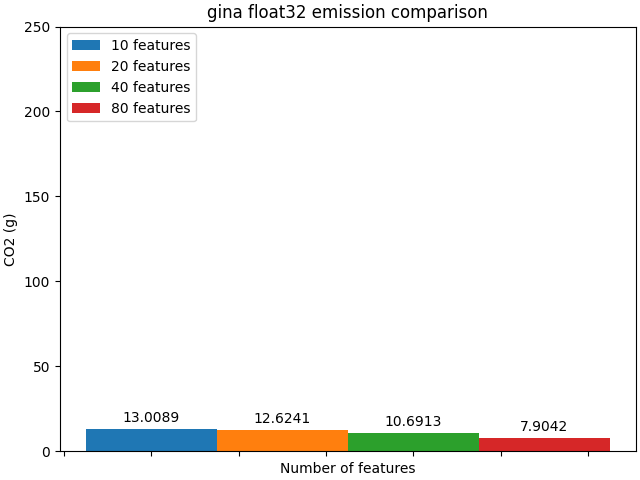 gina float32 emission comparison
250
200
150
100
50
0
CO2 (g)
10 features
20 features
40 features
80 features
13.0089
12.6241
10.6913
7.9042
Number of features